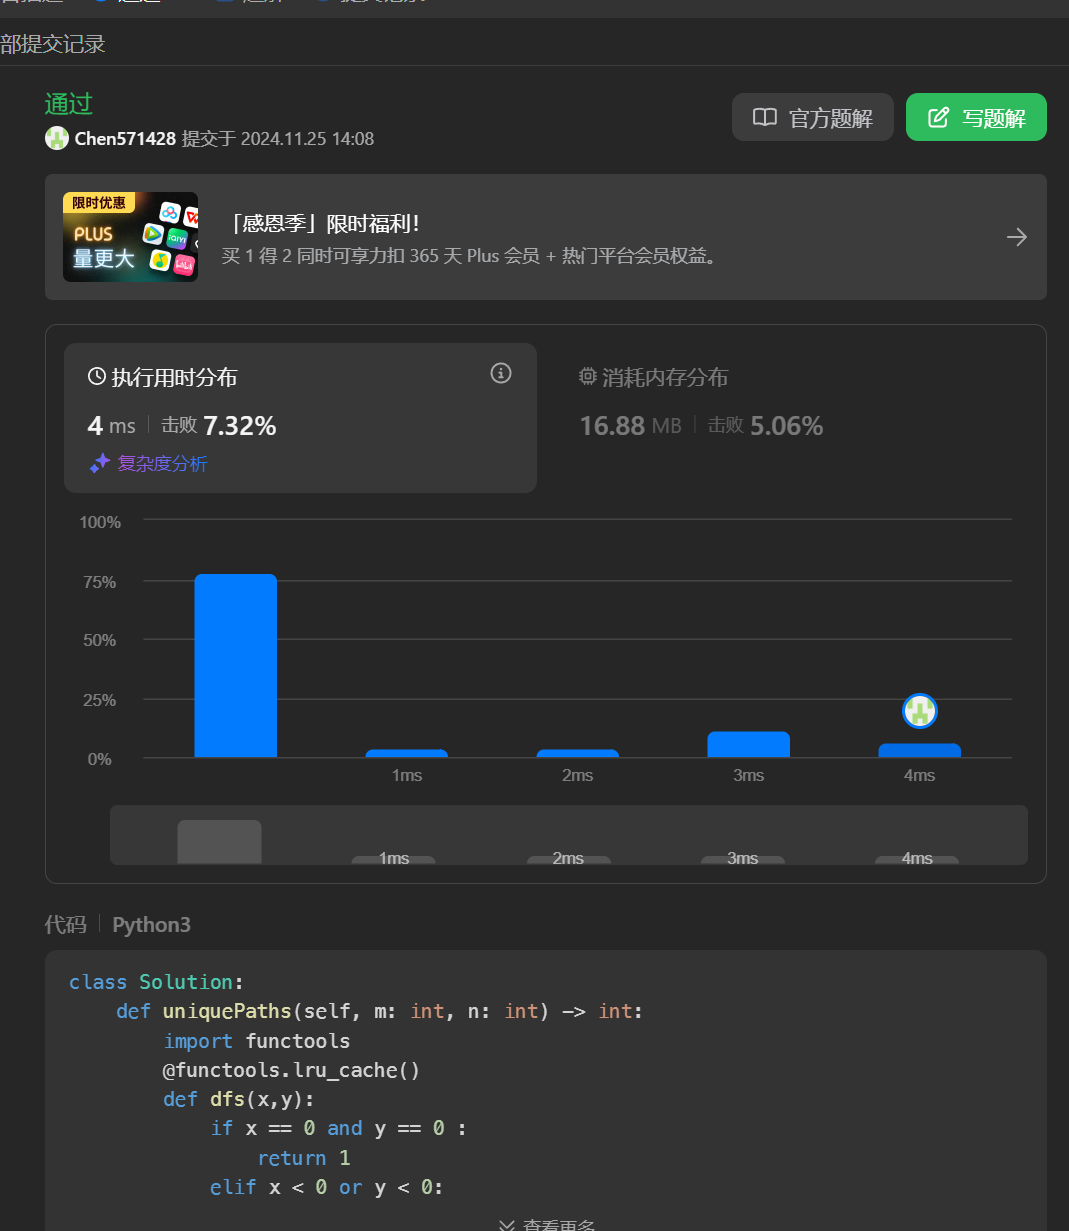 部提交记录
通过
官方题解
写题解
Chen571428 提交于 2024.11.25 14:08
限时优惠
PLUS
量更大
「感恩季」限时福利！
买 1 得 2 同时可享力扣 365 天 Plus 会员 + 热门平台会员权益。
执行用时分布
消耗内存分布
4 ms 击败 7.32%
16.88 MB 击败 5.06%
复杂度分析
100%
75%
50%
25%
0%
1ms 2ms 3ms 4ms
1ms 2ms 3ms 4ms
代码 Python3
class Solution:
    def uniquePaths(self, m: int, n: int) -> int:
        import functools
        @functools.lru_cache()
        def dfs(x,y):
            if x == 0 and y == 0 :
                return 1
            elif x < 0 or y < 0:
查看更多